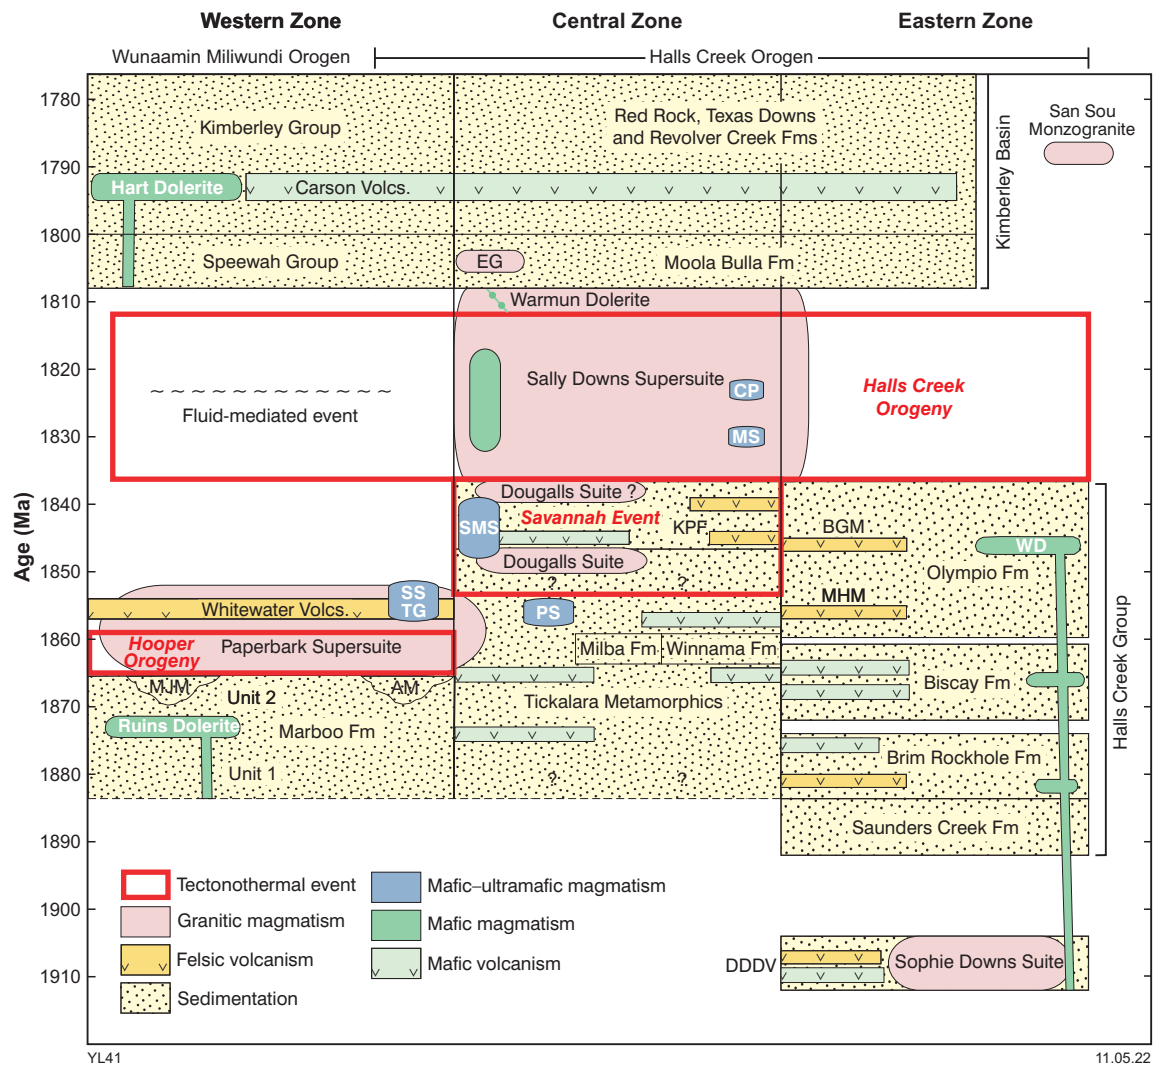 Western Zone
Central Zone
Eastern Zone
Wunaamin Miliwundi Orogen
Halls Creek Orogen
Age (Ma)
1780
1790
1800
1810
1820
1830
1840
1850
1860
1870
1880
1890
1900
1910
Kimberley Group
Red Rock, Texas Downs
and Revolver Creek Fms
Kimberley Basin
San Sou
Monzogranite
Hart Dolerite
Carson Volcs.
Speewah Group
EG
Moola Bulla Fm
Warmun Dolerite
Fluid-mediated event
Sally Downs Supersuite
CP
MS
Halls Creek
Orogeny
Dougalls Suite ?
SMS
Savannah Event
KPF
Dougalls Suite
? ?
BGM
WD
Olympio Fm
MHM
SS
TG
Whitewater Volcs.
PS
Hooper
Orogeny
Paperbark Supersuite
Milba Fm
Winnama Fm
MJM
AM
Unit 2
Ruins Dolerite
Marboo Fm
Unit 1
Tickalara Metamorphics
? ?
Biscay Fm
Brim Rockhole Fm
Saunders Creek Fm
Halls Creek Group
DDDV
Sophie Downs Suite
Tectonothermal event
Granitic magmatism
Felsic volcanism
Sedimentation
Mafic–ultramafic magmatism
Mafic magmatism
Mafic volcanism
YL41
11.05.22